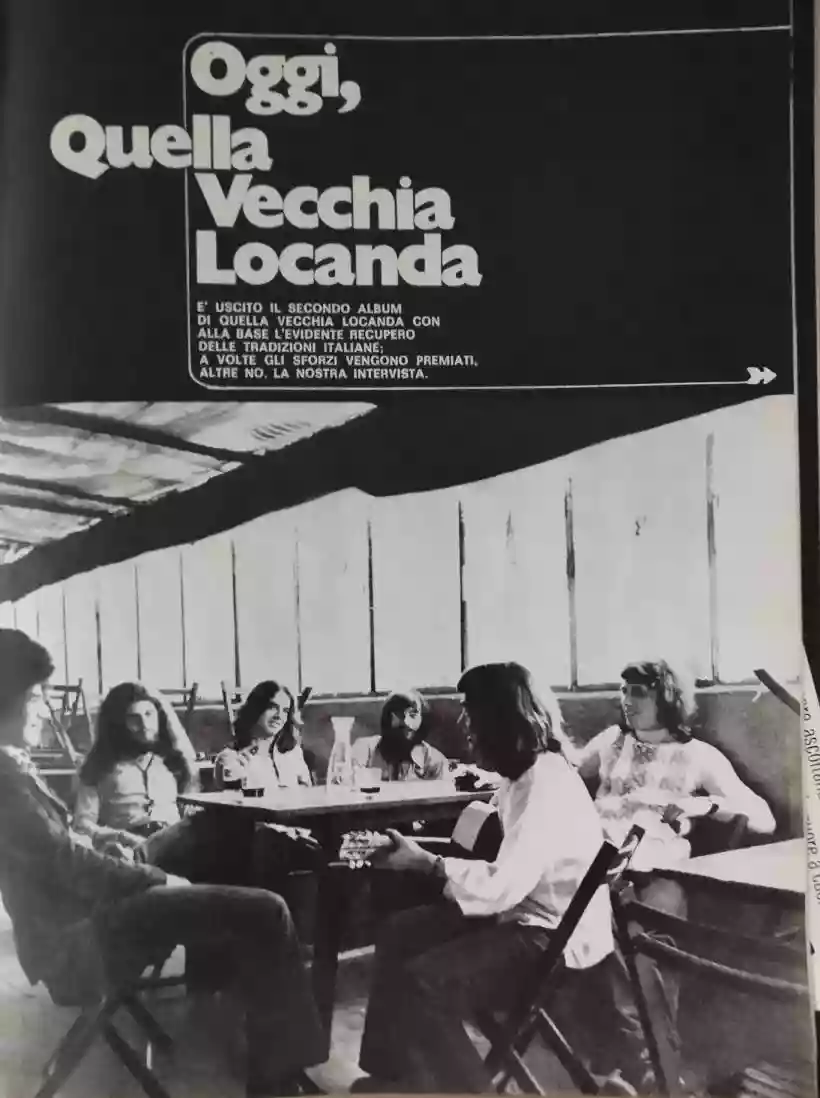 Oggi,
Quella
Vecchia
Locanda
E' USCITO IL SECONDO ALBUM
DI QUELLA VECCHIA LOCANDA CON
ALLA BASE L'EVIDENTE RECUPERO
DELLE TRADIZIONI ITALIANE;
A VOLTE GLI SFORZI VENGONO PREMIATI,
ALTRE NO. LA NOSTRA INTERVISTA.